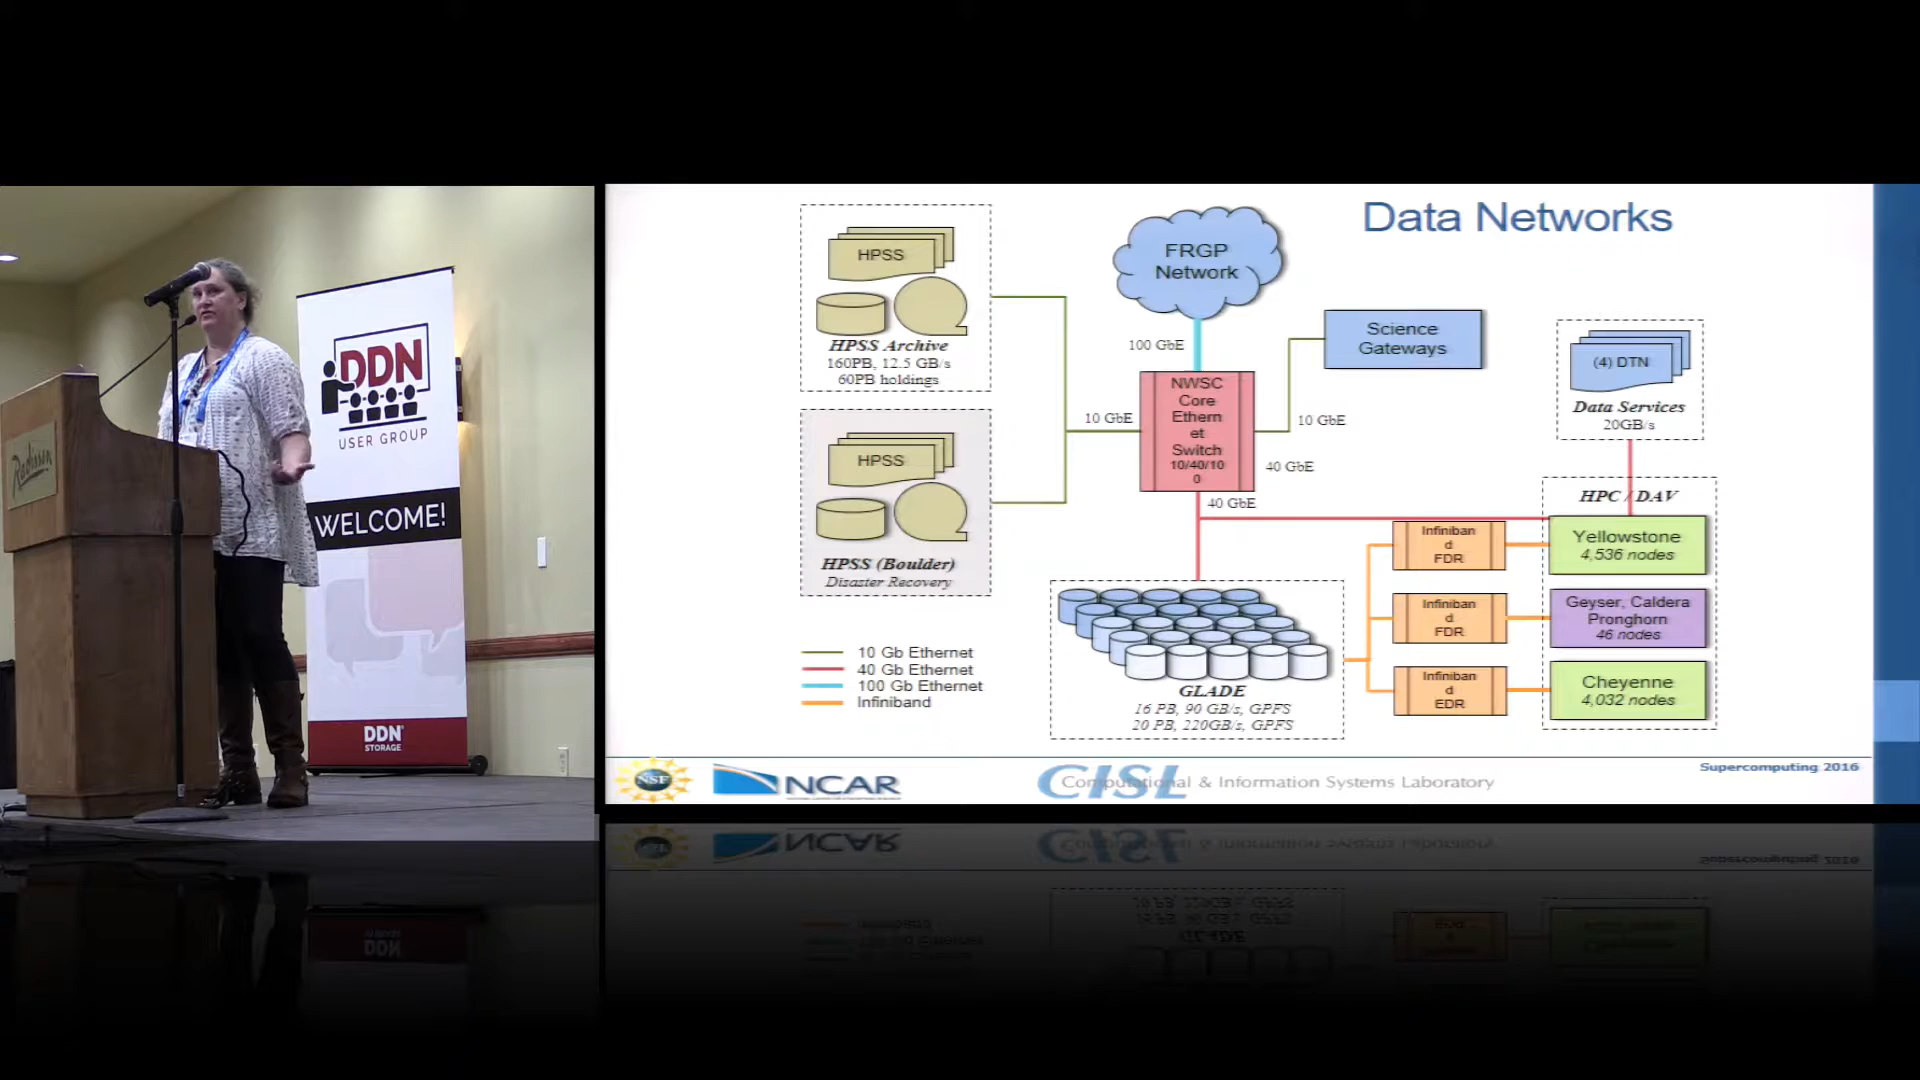 Radisson
DDN
USER GROUP
WELCOME!
DDN
STORAGE
Data Networks
HPSS
HPSS Archive
160PB, 12.5 GB/s
60PB holdings
HPSS
HPSS (Boulder)
Disaster Recovery
10 Gb Ethernet
40 Gb Ethernet
100 Gb Ethernet
Infiniband
FRGP
Network
100 GbE
10 GbE
NWSC
Core
Ethern
et
Switch
10/40/10
0
10 GbE
40 GbE
40 GbE
Science
Gateways
(4) DTN
Data Services
20GB/s
HPC / DAV
Infiniban
d
FDR
Yellowstone
4,536 nodes
Infiniban
d
FDR
Geyser, Caldera
Pronghorn
46 nodes
Infiniban
d
EDR
Cheyenne
4,032 nodes
GLADE
16 PB, 90 GB/s, GPFS
20 PB, 220GB/s, GPFS
NSF
NCAR
CISL
Computational & Information Systems Laboratory
Supercomputing 2016